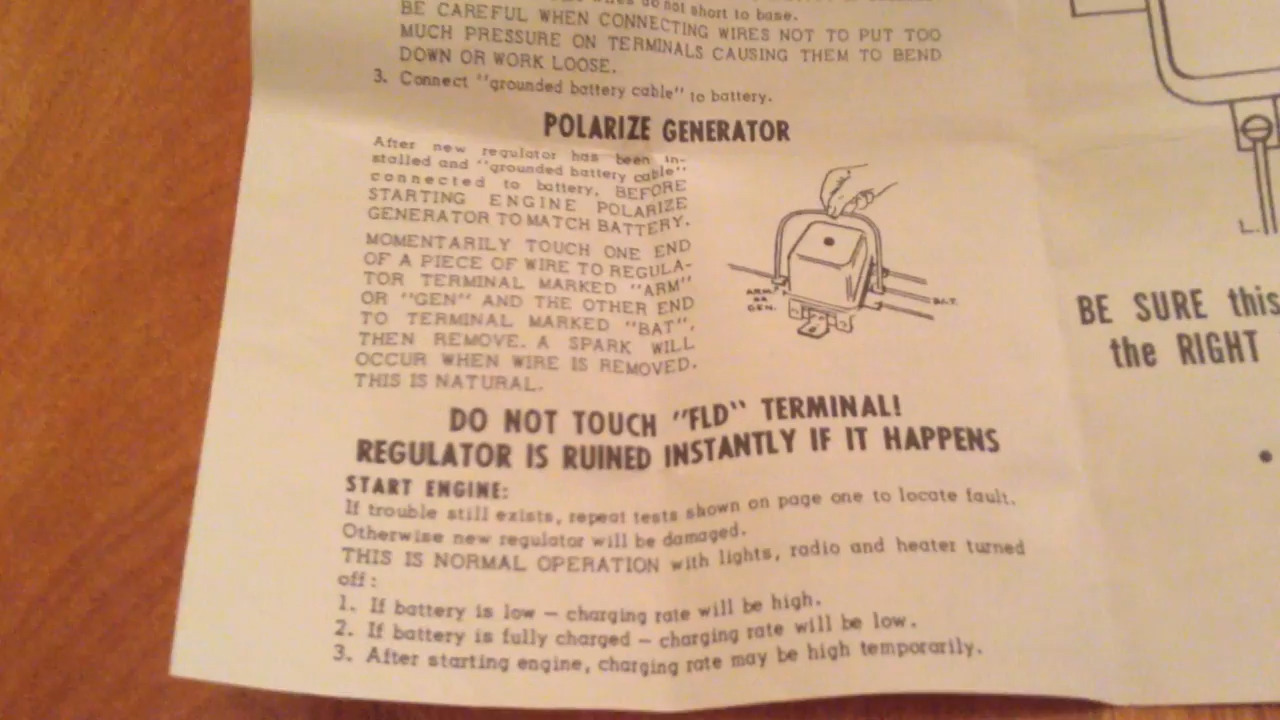 do not short to base.
BE CAREFUL WHEN CONNECTING WIRES NOT TO PUT TOO
MUCH PRESSURE ON TERMINALS CAUSING THEM TO BEND
DOWN OR WORK LOOSE.
3. Connect "grounded battery cable" to battery.
POLARIZE GENERATOR
After new regulator has been in-
stalled and "grounded battery cable"
connected to battery, BEFORE
STARTING ENGINE POLARIZE
GENERATOR TO MATCH BATTERY.
MOMENTARILY TOUCH ONE END
OF A PIECE OF WIRE TO REGULA-
TOR TERMINAL MARKED "ARM"
OR "GEN" AND THE OTHER END
TO TERMINAL MARKED "BAT".
THEN REMOVE. A SPARK WILL
OCCUR WHEN WIRE IS REMOVED.
THIS IS NATURAL.
ARM.
OR
GEN.
BAT.
DO NOT TOUCH "FLD" TERMINAL!
REGULATOR IS RUINED INSTANTLY IF IT HAPPENS
START ENGINE:
If trouble still exists, repeat tests shown on page one to locate fault.
Otherwise new regulator will be damaged.
THIS IS NORMAL OPERATION with lights, radio and heater turned
off:
1. If battery is low — charging rate will be high.
2. If battery is fully charged — charging rate will be low.
3. After starting engine, charging rate may be high temporarily.
L.
BE SURE this
the RIGHT